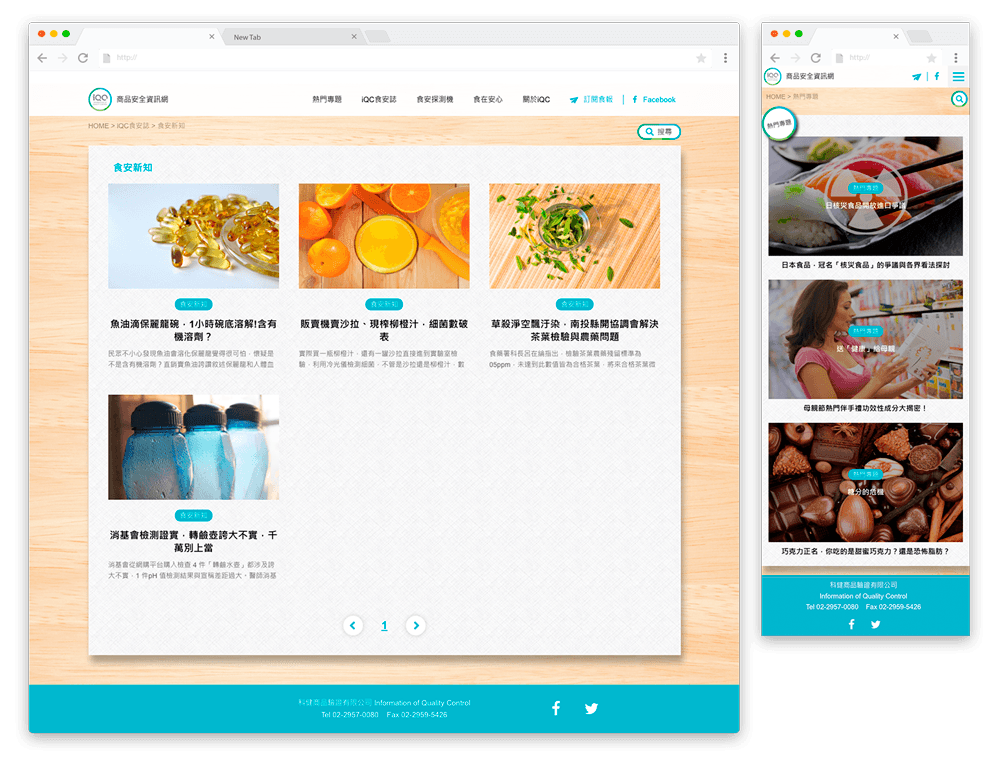 New Tab
http://
iQC
商品安全資訊網
熱門專題
iQC食安誌
食安探測機
食在安心
關於iQC
訂閱食報
Facebook
HOME > iQC食安誌 > 食安新知
搜尋
食安新知
食安新知
魚油滴保麗龍碗,1小時碗底溶解!含有
機溶劑?
民眾不小心發現魚油會溶化保麗龍覺得很可怕,懷疑是
不是含有機溶劑?直銷賣魚油誇讚敘述保麗龍和人體血
食安新知
販賣機賣沙拉、現榨柳橙汁,細菌數破
表
實際買一瓶柳橙汁,還有一罐沙拉直接進到實驗室檢
驗,利用冷光儀檢測細菌,不管是沙拉還是柳橙汁,數
食安新知
草殺淨空飄汙染,南投縣開協調會解決
茶葉檢驗與農藥問題
食藥署科長呂在綸指出,檢驗茶葉農藥殘留標準為
05ppm,未達到此數值皆為合格茶葉,將來合格茶葉微
食安新知
消基會檢測證實,轉鹼壺誇大不實,千
萬別上當
消基會從網購平台購入檢查 4 件「轉鹼水壺」都涉及誇
大不實,1 件pH 值檢測結果與宣稱差距過大。醫師消基
1
科健商品驗證有限公司 Information of Quality Control
Tel 02-2957-0080 Fax 02-2959-5426
http://
iQC
商品安全資訊網
HOME > 熱門專題
熱門專題
熱門專題
日核災食品開放進口爭議
日本食品,冠名「核災食品」的爭議與各界看法探討
熱門專題
送「健康」給母親
母親節熱門伴手禮功效性成分大揭密!
熱門專題
糖分的危機
巧克力正名,你吃的是甜蜜巧克力?還是恐怖脂肪?
科健商品驗證有限公司
Information of Quality Control
Tel 02-2957-0080 Fax 02-2959-5426